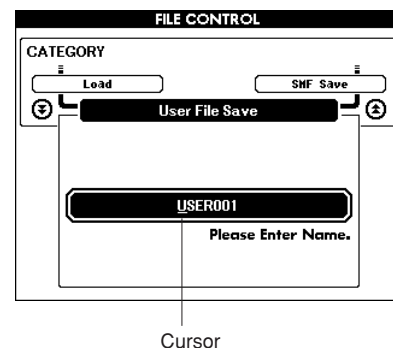 FILE CONTROL
CATEGORY
Load
SMF Save
User File Save
USER001
Please Enter Name.
Cursor